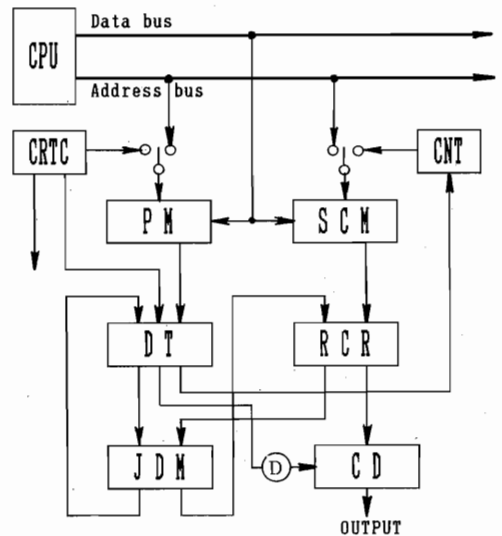 Data bus
CPU
Address bus
CRTC
CNT
P M
S C M
D T
R C R
J D M
D
C D
OUTPUT